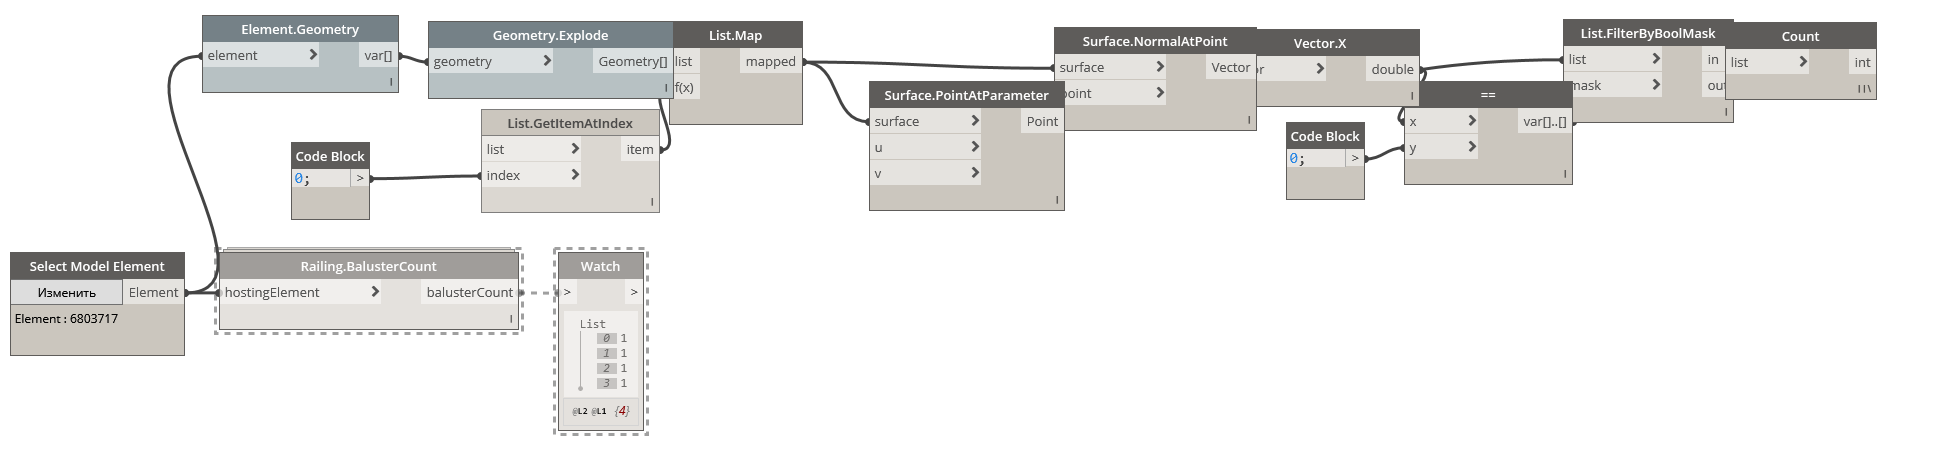 Element.Geometry
element > var[]
Geometry.Explode
geometry > Geometry[]
List.Map
list mapped
f(x)
Surface.NormalAtPoint
surface > Vector
point >
Vector.X
or > double
List.FilterByBoolMask
list > in
mask > out
Count
list > int
Surface.PointAtParameter
surface > Point
u >
v >
==
x > var[]..[]
y >
Code Block
0; >
List.GetItemAtIndex
list > item
index >
Code Block
0; >
Select Model Element
Изменить Element
Element : 6803717
Railing.BalusterCount
hostingElement > balusterCount
Watch
> >
List
0 1
1 1
2 1
3 1
@L2 @L1 {4}